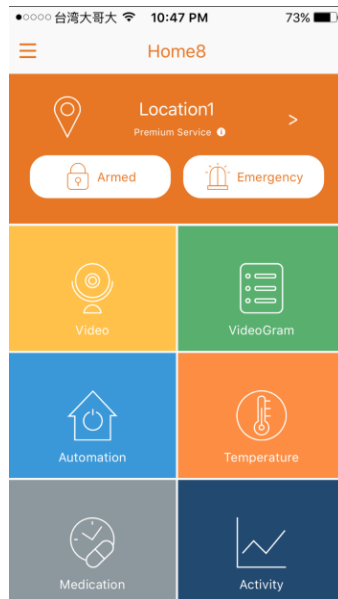 台湾大哥大 10:47 PM 73%
Home8
Location1
Premium Service
Armed Emergency
Video VideoGram
Automation Temperature
Medication Activity